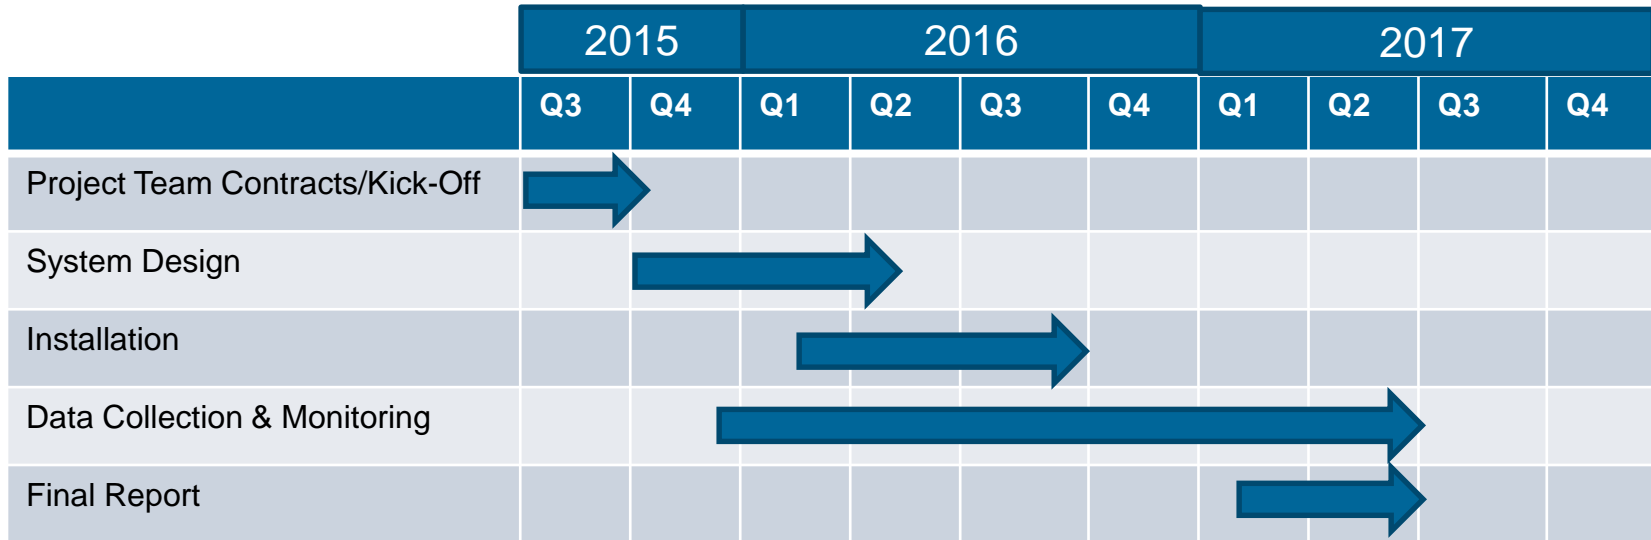 2015 2016 2017
Q3 Q4 Q1 Q2 Q3 Q4 Q1 Q2 Q3 Q4
Project Team Contracts/Kick-Off
System Design
Installation
Data Collection & Monitoring
Final Report